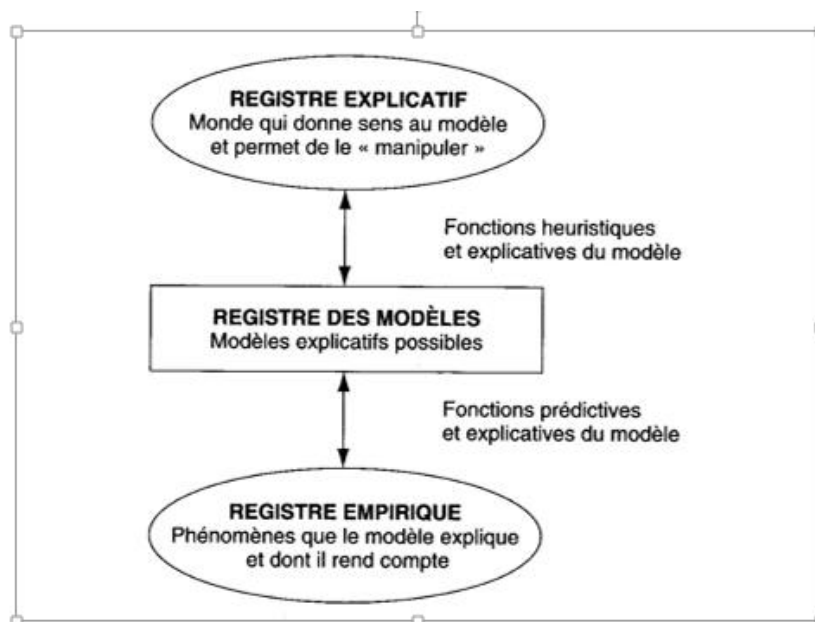 REGISTRE EXPLICATIF
Monde qui donne sens au modèle
et permet de le « manipuler »
Fonctions heuristiques
et explicatives du modèle
REGISTRE DES MODÈLES
Modèles explicatifs possibles
Fonctions prédictives
et explicatives du modèle
REGISTRE EMPIRIQUE
Phénomènes que le modèle explique
et dont il rend compte